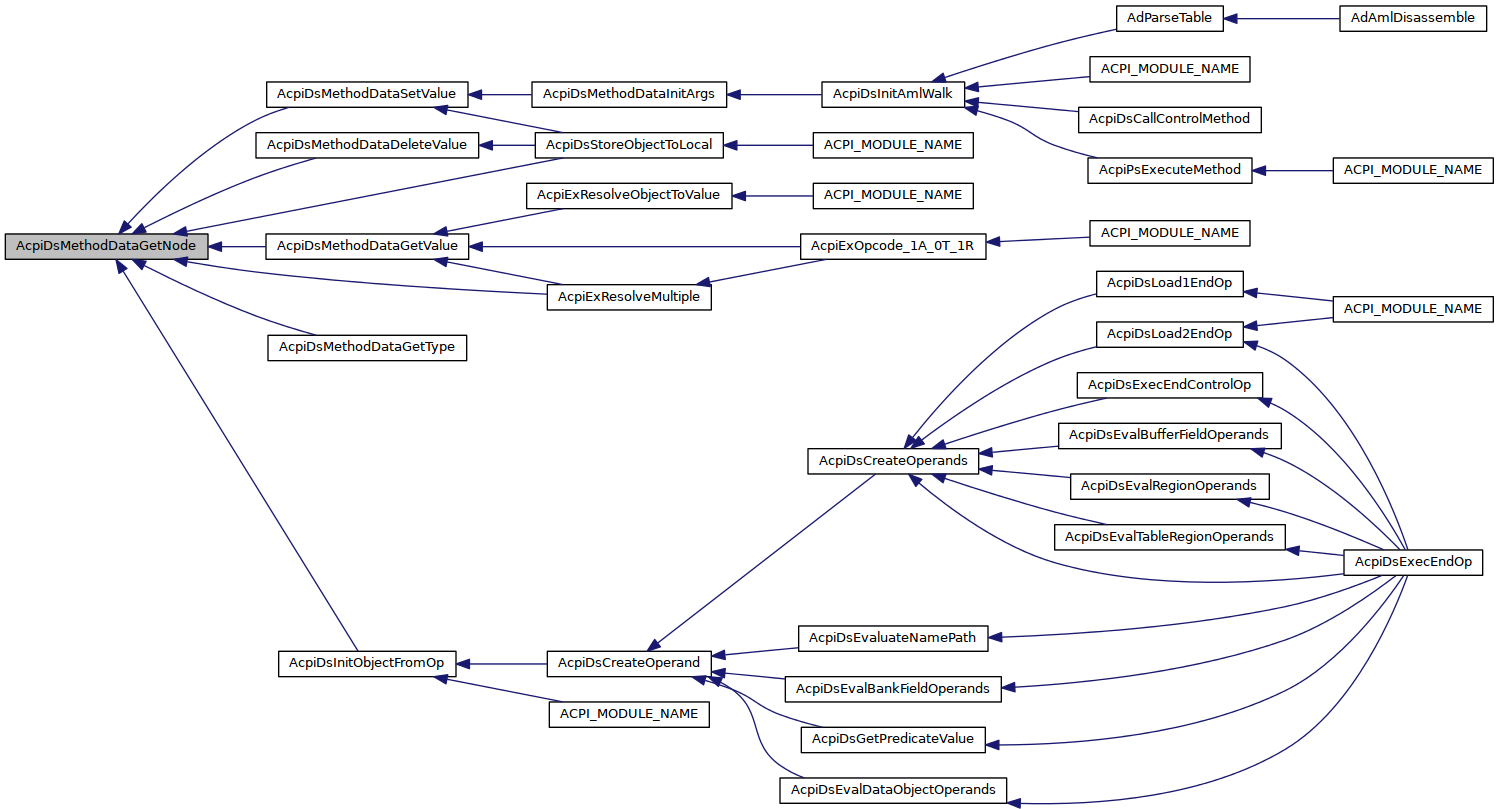 AdParseTable
AdAmlDisassemble
ACPI_MODULE_NAME
AcpiDsMethodDataSetValue
AcpiDsMethodDataInitArgs
AcpiDsInitAmlWalk
AcpiDsCallControlMethod
AcpiDsMethodDataDeleteValue
AcpiDsStoreObjectToLocal
ACPI_MODULE_NAME
AcpiPsExecuteMethod
ACPI_MODULE_NAME
AcpiExResolveObjectToValue
ACPI_MODULE_NAME
AcpiDsMethodDataGetNode
AcpiDsMethodDataGetValue
AcpiExOpcode_1A_0T_1R
ACPI_MODULE_NAME
AcpiExResolveMultiple
AcpiDsLoad1EndOp
ACPI_MODULE_NAME
AcpiDsMethodDataGetType
AcpiDsLoad2EndOp
AcpiDsExecEndControlOp
AcpiDsEvalBufferFieldOperands
AcpiDsCreateOperands
AcpiDsEvalRegionOperands
AcpiDsEvalTableRegionOperands
AcpiDsExecEndOp
AcpiDsEvaluateNamePath
AcpiDsInitObjectFromOp
AcpiDsCreateOperand
AcpiDsEvalBankFieldOperands
ACPI_MODULE_NAME
AcpiDsGetPredicateValue
AcpiDsEvalDataObjectOperands